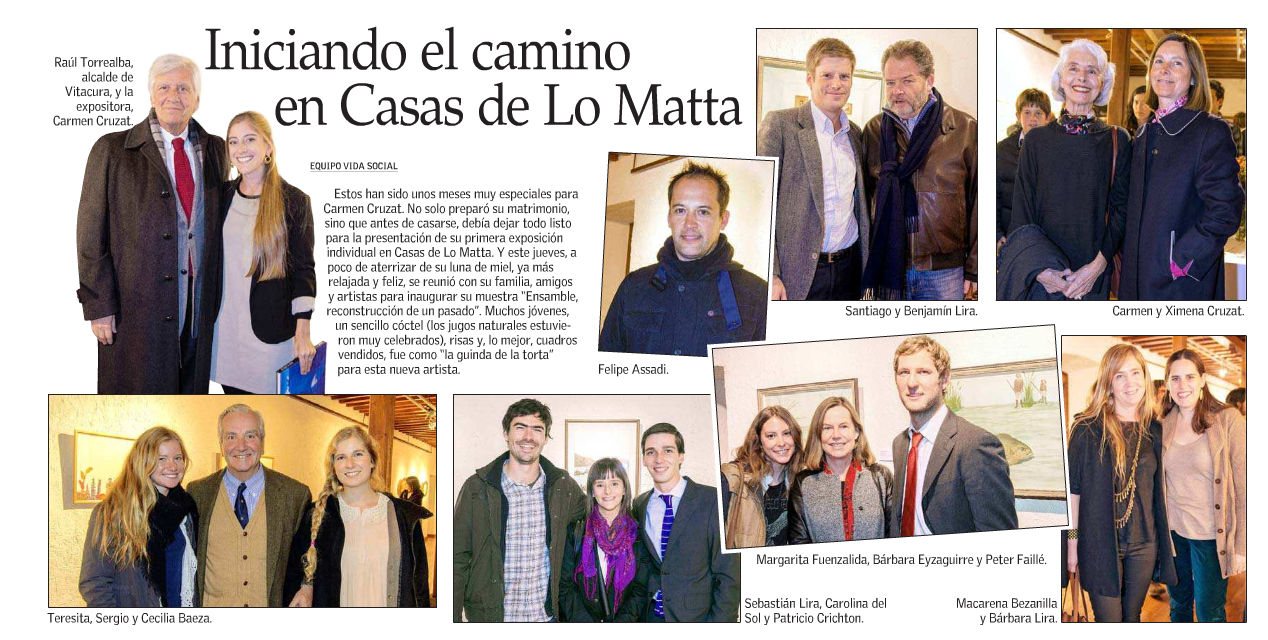 Iniciando el camino
en Casas de Lo Matta
Raúl Torrealba,
alcalde de
Vitacura, y la
expositora,
Carmen Cruzat.
EQUIPO VIDA SOCIAL
Estos han sido unos meses muy especiales para
Carmen Cruzat. No solo preparó su matrimonio,
sino que antes de casarse, debía dejar todo listo
para la presentación de su primera exposición
individual en Casas de Lo Matta. Y este jueves, a
poco de aterrizar de su luna de miel, ya más
relajada y feliz, se reunió con su familia, amigos
y artistas para inaugurar su muestra "Ensamble,
reconstrucción de un pasado". Muchos jóvenes,
un sencillo cóctel (los jugos naturales estuvie-
ron muy celebrados), risas y, lo mejor, cuadros
vendidos, fue como "la guinda de la torta"
para esta nueva artista.
Felipe Assadi.
Santiago y Benjamín Lira.
Carmen y Ximena Cruzat.
Margarita Fuenzalida, Bárbara Eyzaguirre y Peter Faillé.
Teresita, Sergio y Cecilia Baeza.
Sebastián Lira, Carolina del
Sol y Patricio Crichton.
Macarena Bezanilla
y Bárbara Lira.